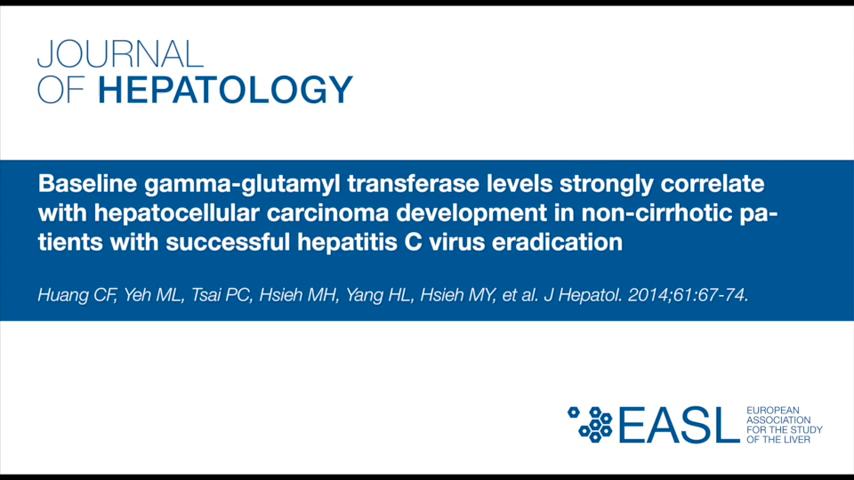 JOURNAL
OF HEPATOLOGY
Baseline gamma-glutamyl transferase levels strongly correlate
with hepatocellular carcinoma development in non-cirrhotic pa-
tients with successful hepatitis C virus eradication
Huang CF, Yeh ML, Tsai PC, Hsieh MH, Yang HL, Hsieh MY, et al. J Hepatol. 2014;61:67-74.
EASL
EUROPEAN
ASSOCIATION
FOR THE STUDY
OF THE LIVER